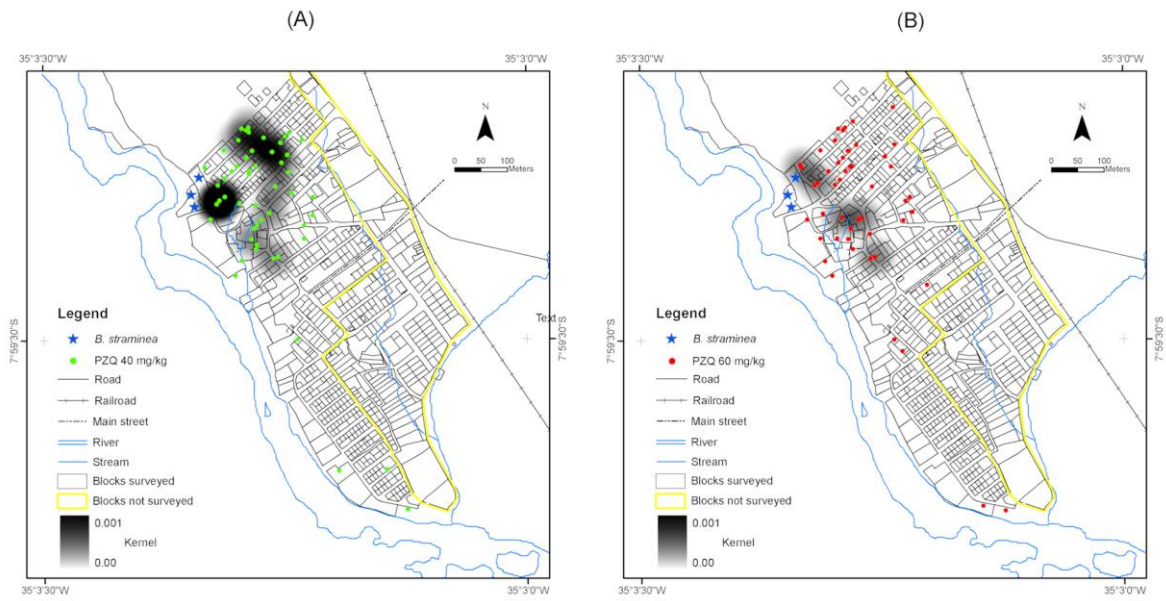 (A)
(B)
35°3'30"W
35°3'0"W
35°3'30"W
35°3'0"W
N
0 50 100
Meters
N
0 50 100
Meters
Legend
B. straminea
PZQ 40 mg/kg
Road
Railroad
Main street
River
Stream
Blocks surveyed
Blocks not surveyed
0.001
Kernel
0.00
7°59'30"S
Text
7°59'30"S
Legend
B. straminea
PZQ 60 mg/kg
Road
Railroad
Main street
River
Stream
Blocks surveyed
Blocks not surveyed
0.001
Kernel
0.00
7°59'30"S
35°3'30"W
35°3'0"W
35°3'30"W
35°3'0"W